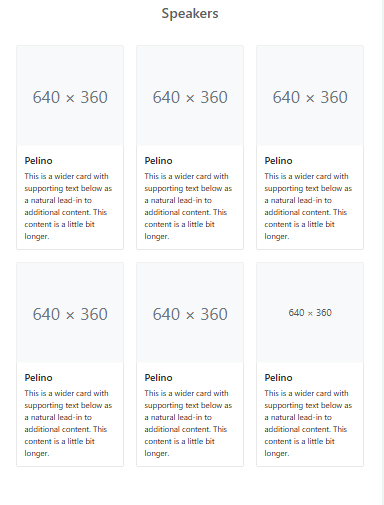 Speakers
640 × 360
640 × 360
640 × 360
Pelino
This is a wider card with
supporting text below as
a natural lead-in to
additional content. This
content is a little bit
longer.
Pelino
This is a wider card with
supporting text below as
a natural lead-in to
additional content. This
content is a little bit
longer.
Pelino
This is a wider card with
supporting text below as
a natural lead-in to
additional content. This
content is a little bit
longer.
640 × 360
640 × 360
640 × 360
Pelino
This is a wider card with
supporting text below as
a natural lead-in to
additional content. This
content is a little bit
longer.
Pelino
This is a wider card with
supporting text below as
a natural lead-in to
additional content. This
content is a little bit
longer.
Pelino
This is a wider card with
supporting text below as
a natural lead-in to
additional content. This
content is a little bit
longer.